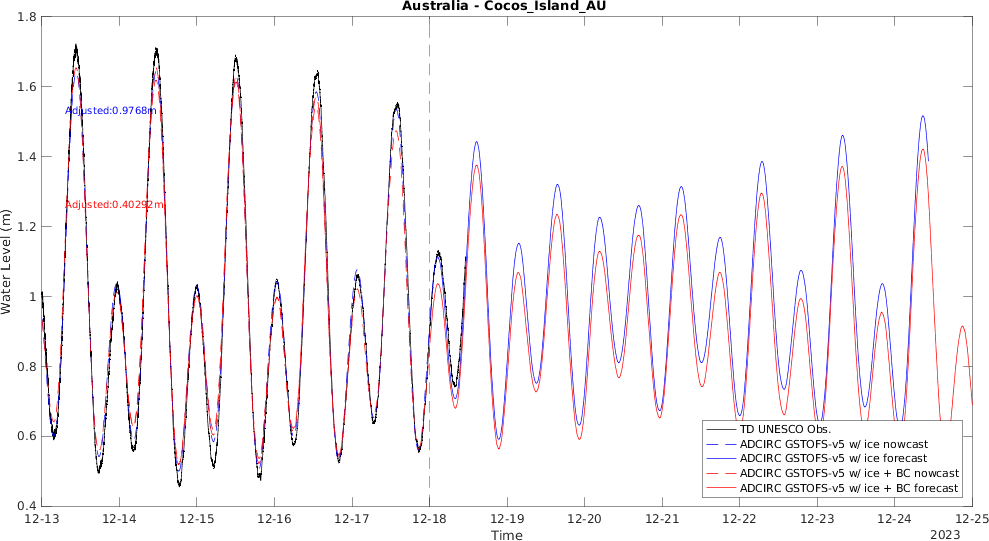 Australia - Cocos_Island_AU
1.8
1.6
1.4
1.2
1
0.8
0.6
0.4
Water Level (m)
Adjusted:0.9768m
Adjusted:0.40292m
TD UNESCO Obs.
ADCIRC GSTOFS-v5 w/ ice nowcast
ADCIRC GSTOFS-v5 w/ ice forecast
ADCIRC GSTOFS-v5 w/ ice + BC nowcast
ADCIRC GSTOFS-v5 w/ ice + BC forecast
12-13 12-14 12-15 12-16 12-17 12-18 12-19 12-20 12-21 12-22 12-23 12-24 12-25
Time
2023